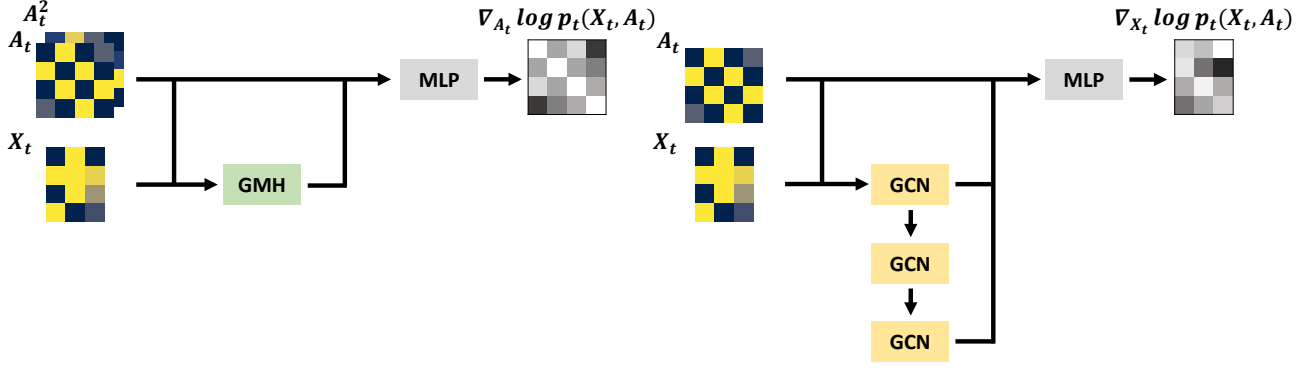 A_t^2
A_t
X_t
GMH
MLP
∇_{A_t} log p_t(X_t, A_t)
A_t
X_t
GCN
GCN
GCN
MLP
∇_{X_t} log p_t(X_t, A_t)